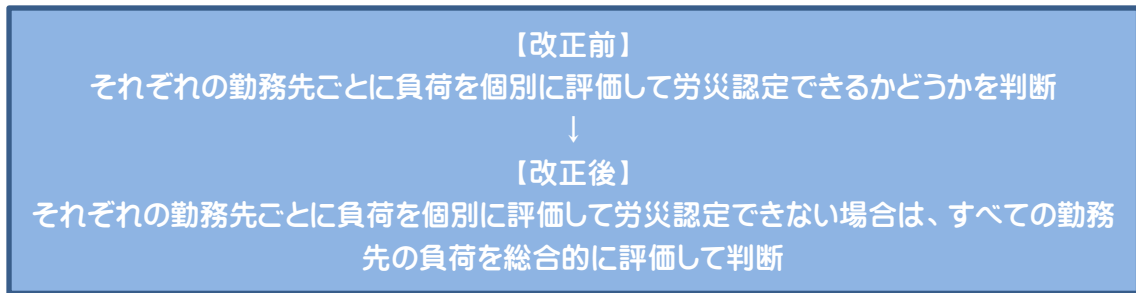 【改正前】
それぞれの勤務先ごとに負荷を個別に評価して労災認定できるかどうかを判断
↓
【改正後】
それぞれの勤務先ごとに負荷を個別に評価して労災認定できない場合は、すべての勤務
先の負荷を総合的に評価して判断